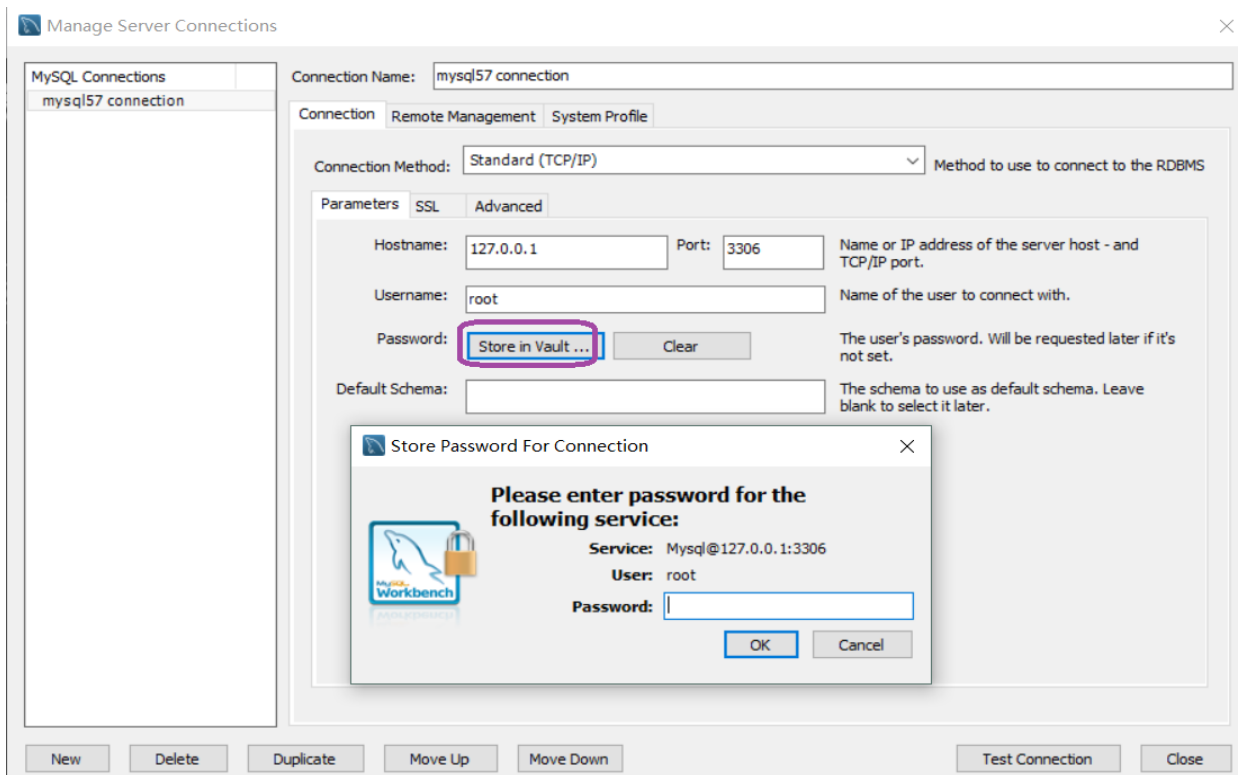 Manage Server Connections
MySQL Connections
mysql57 connection
Connection Name: mysql57 connection
Connection Remote Management System Profile
Connection Method: Standard (TCP/IP) Method to use to connect to the RDBMS
Parameters SSL Advanced
Hostname: 127.0.0.1 Port: 3306 Name or IP address of the server host - and
TCP/IP port.
Username: root Name of the user to connect with.
Password: Store in Vault ... Clear The user's password. Will be requested later if it's
not set.
Default Schema: The schema to use as default schema. Leave
blank to select it later.
Store Password For Connection
Please enter password for the
following service:
Service: Mysql@127.0.0.1:3306
User: root
Password:
MySQL
Workbench
OK Cancel
New Delete Duplicate Move Up Move Down Test Connection Close